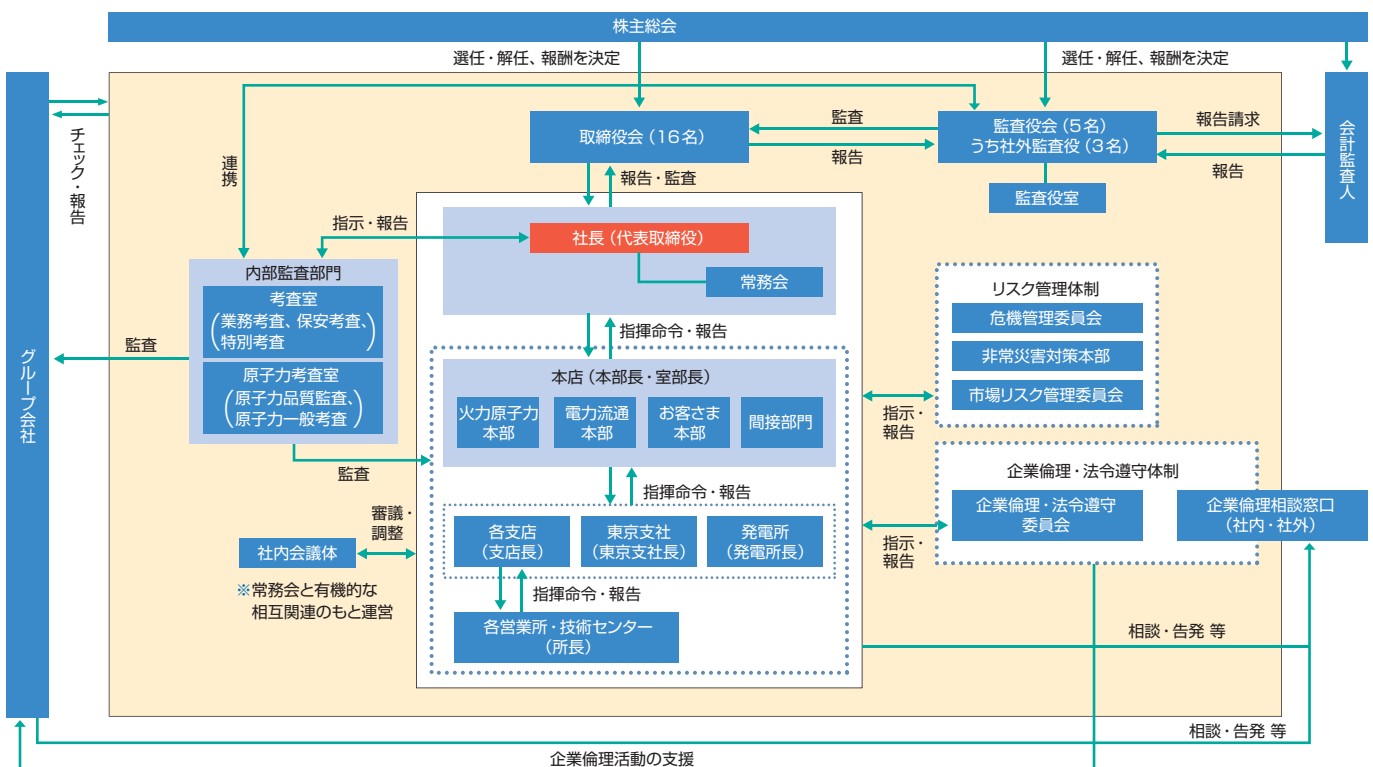 株主総会
選任・解任、報酬を決定
選任・解任、報酬を決定
グループ会社
チェック・報告
連携
取締役会(16名)
監査
報告
監査役会(5名)
うち社外監査役(3名)
監査役室
報告請求
報告
会計監査人
報告・監査
指示・報告
社長(代表取締役)
常務会
内部監査部門
考査室
(業務考査、保安考査、
特別考査)
原子力考査室
(原子力品質監査、
原子力一般考査)
監査
監査
指揮命令・報告
本店(本部長・室部長)
火力原子力
本部
電力流通
本部
お客さま
本部
間接部門
指揮命令・報告
各支店
(支店長)
東京支社
(東京支社長)
発電所
(発電所長)
指揮命令・報告
各営業所・技術センター
(所長)
審議・
調整
社内会議体
※常務会と有機的な
相互関連のもと運営
リスク管理体制
危機管理委員会
非常災害対策本部
市場リスク管理委員会
指示・
報告
企業倫理・法令遵守体制
企業倫理・法令遵守
委員会
企業倫理相談窓口
(社内・社外)
指示・
報告
相談・告発 等
相談・告発 等
企業倫理活動の支援